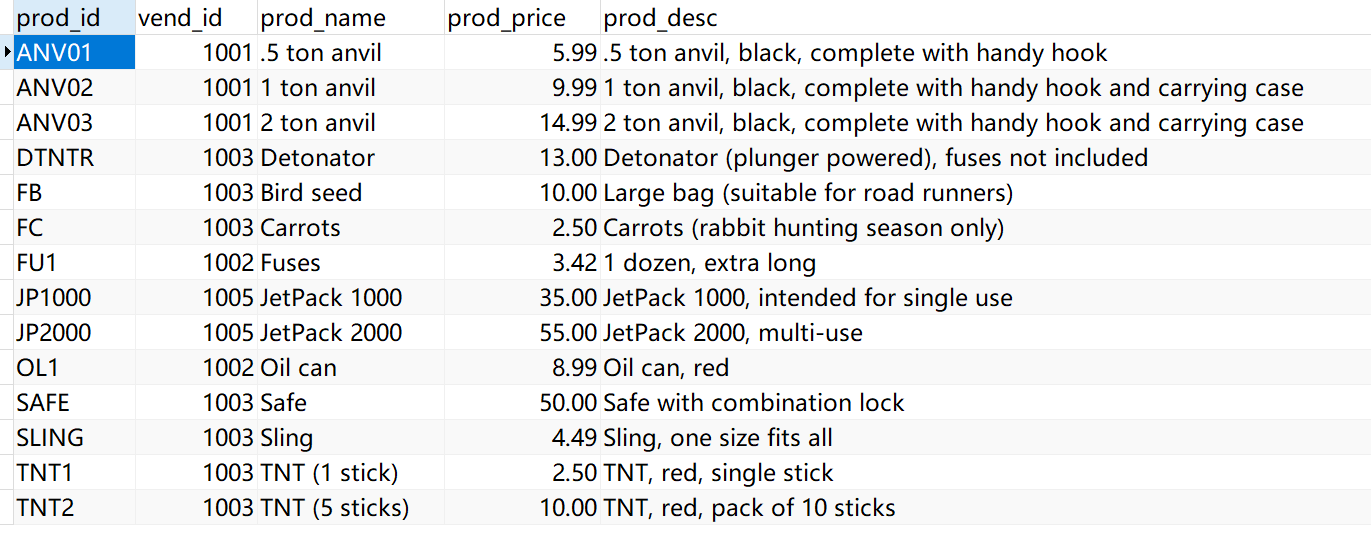 prod_id vend_id prod_name prod_price prod_desc
ANV01 1001 .5 ton anvil 5.99 .5 ton anvil, black, complete with handy hook
ANV02 1001 1 ton anvil 9.99 1 ton anvil, black, complete with handy hook and carrying case
ANV03 1001 2 ton anvil 14.99 2 ton anvil, black, complete with handy hook and carrying case
DTNTR 1003 Detonator 13.00 Detonator (plunger powered), fuses not included
FB 1003 Bird seed 10.00 Large bag (suitable for road runners)
FC 1003 Carrots 2.50 Carrots (rabbit hunting season only)
FU1 1002 Fuses 3.42 1 dozen, extra long
JP1000 1005 JetPack 1000 35.00 JetPack 1000, intended for single use
JP2000 1005 JetPack 2000 55.00 JetPack 2000, multi-use
OL1 1002 Oil can 8.99 Oil can, red
SAFE 1003 Safe 50.00 Safe with combination lock
SLING 1003 Sling 4.49 Sling, one size fits all
TNT1 1003 TNT (1 stick) 2.50 TNT, red, single stick
TNT2 1003 TNT (5 sticks) 10.00 TNT, red, pack of 10 sticks